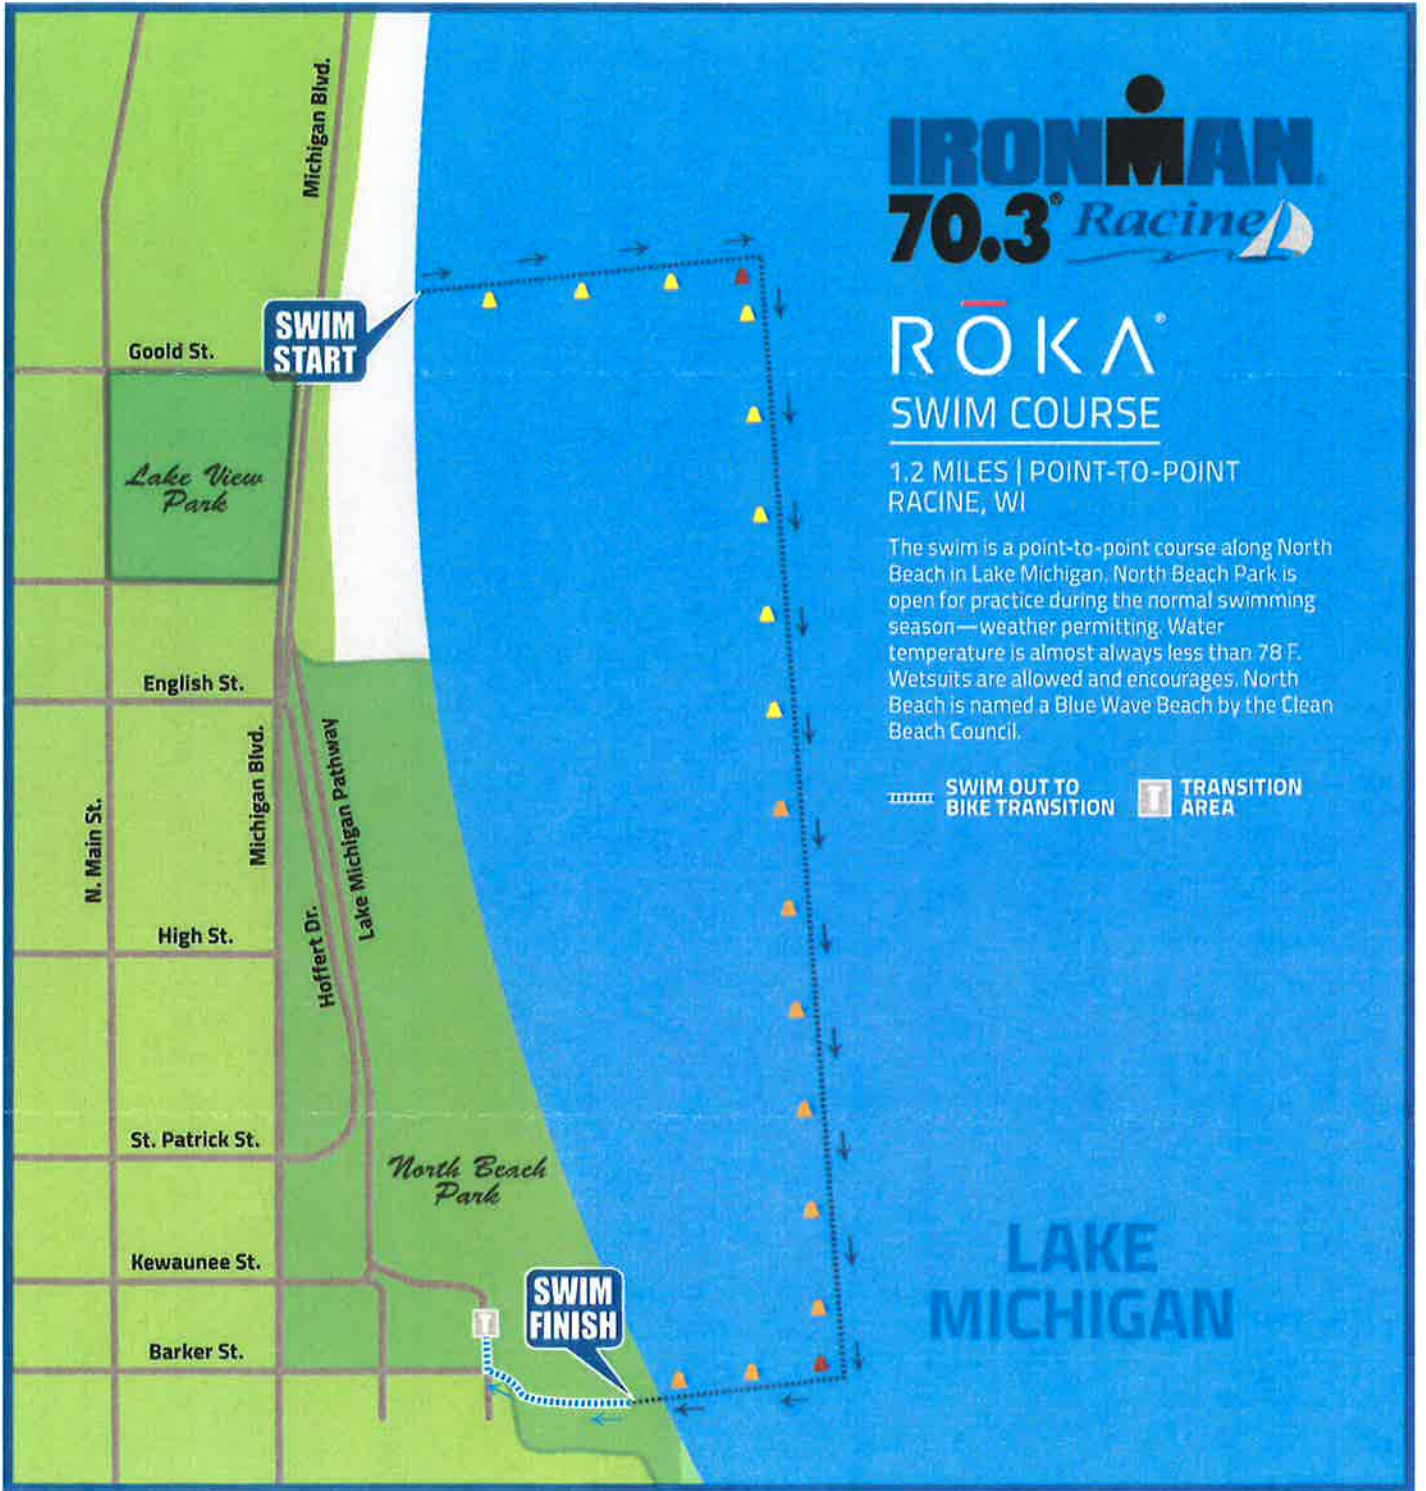 IRONMAN
70.3® Racine
RŌKA®
SWIM COURSE
1.2 MILES | POINT-TO-POINT
RACINE, WI
The swim is a point-to-point course along North
Beach in Lake Michigan. North Beach Park is
open for practice during the normal swimming
season—weather permitting. Water
temperature is almost always less than 78 F.
Wetsuits are allowed and encourages. North
Beach is named a Blue Wave Beach by the Clean
Beach Council.
SWIM OUT TO
BIKE TRANSITION
T
TRANSITION
AREA
Michigan Blvd.
SWIM
START
Goold St.
Lake View
Park
English St.
Michigan Blvd.
Lake Michigan Pathway
N. Main St.
Hoffert Dr.
High St.
St. Patrick St.
North Beach
Park
Kewaunee St.
SWIM
FINISH
T
Barker St.
LAKE
MICHIGAN